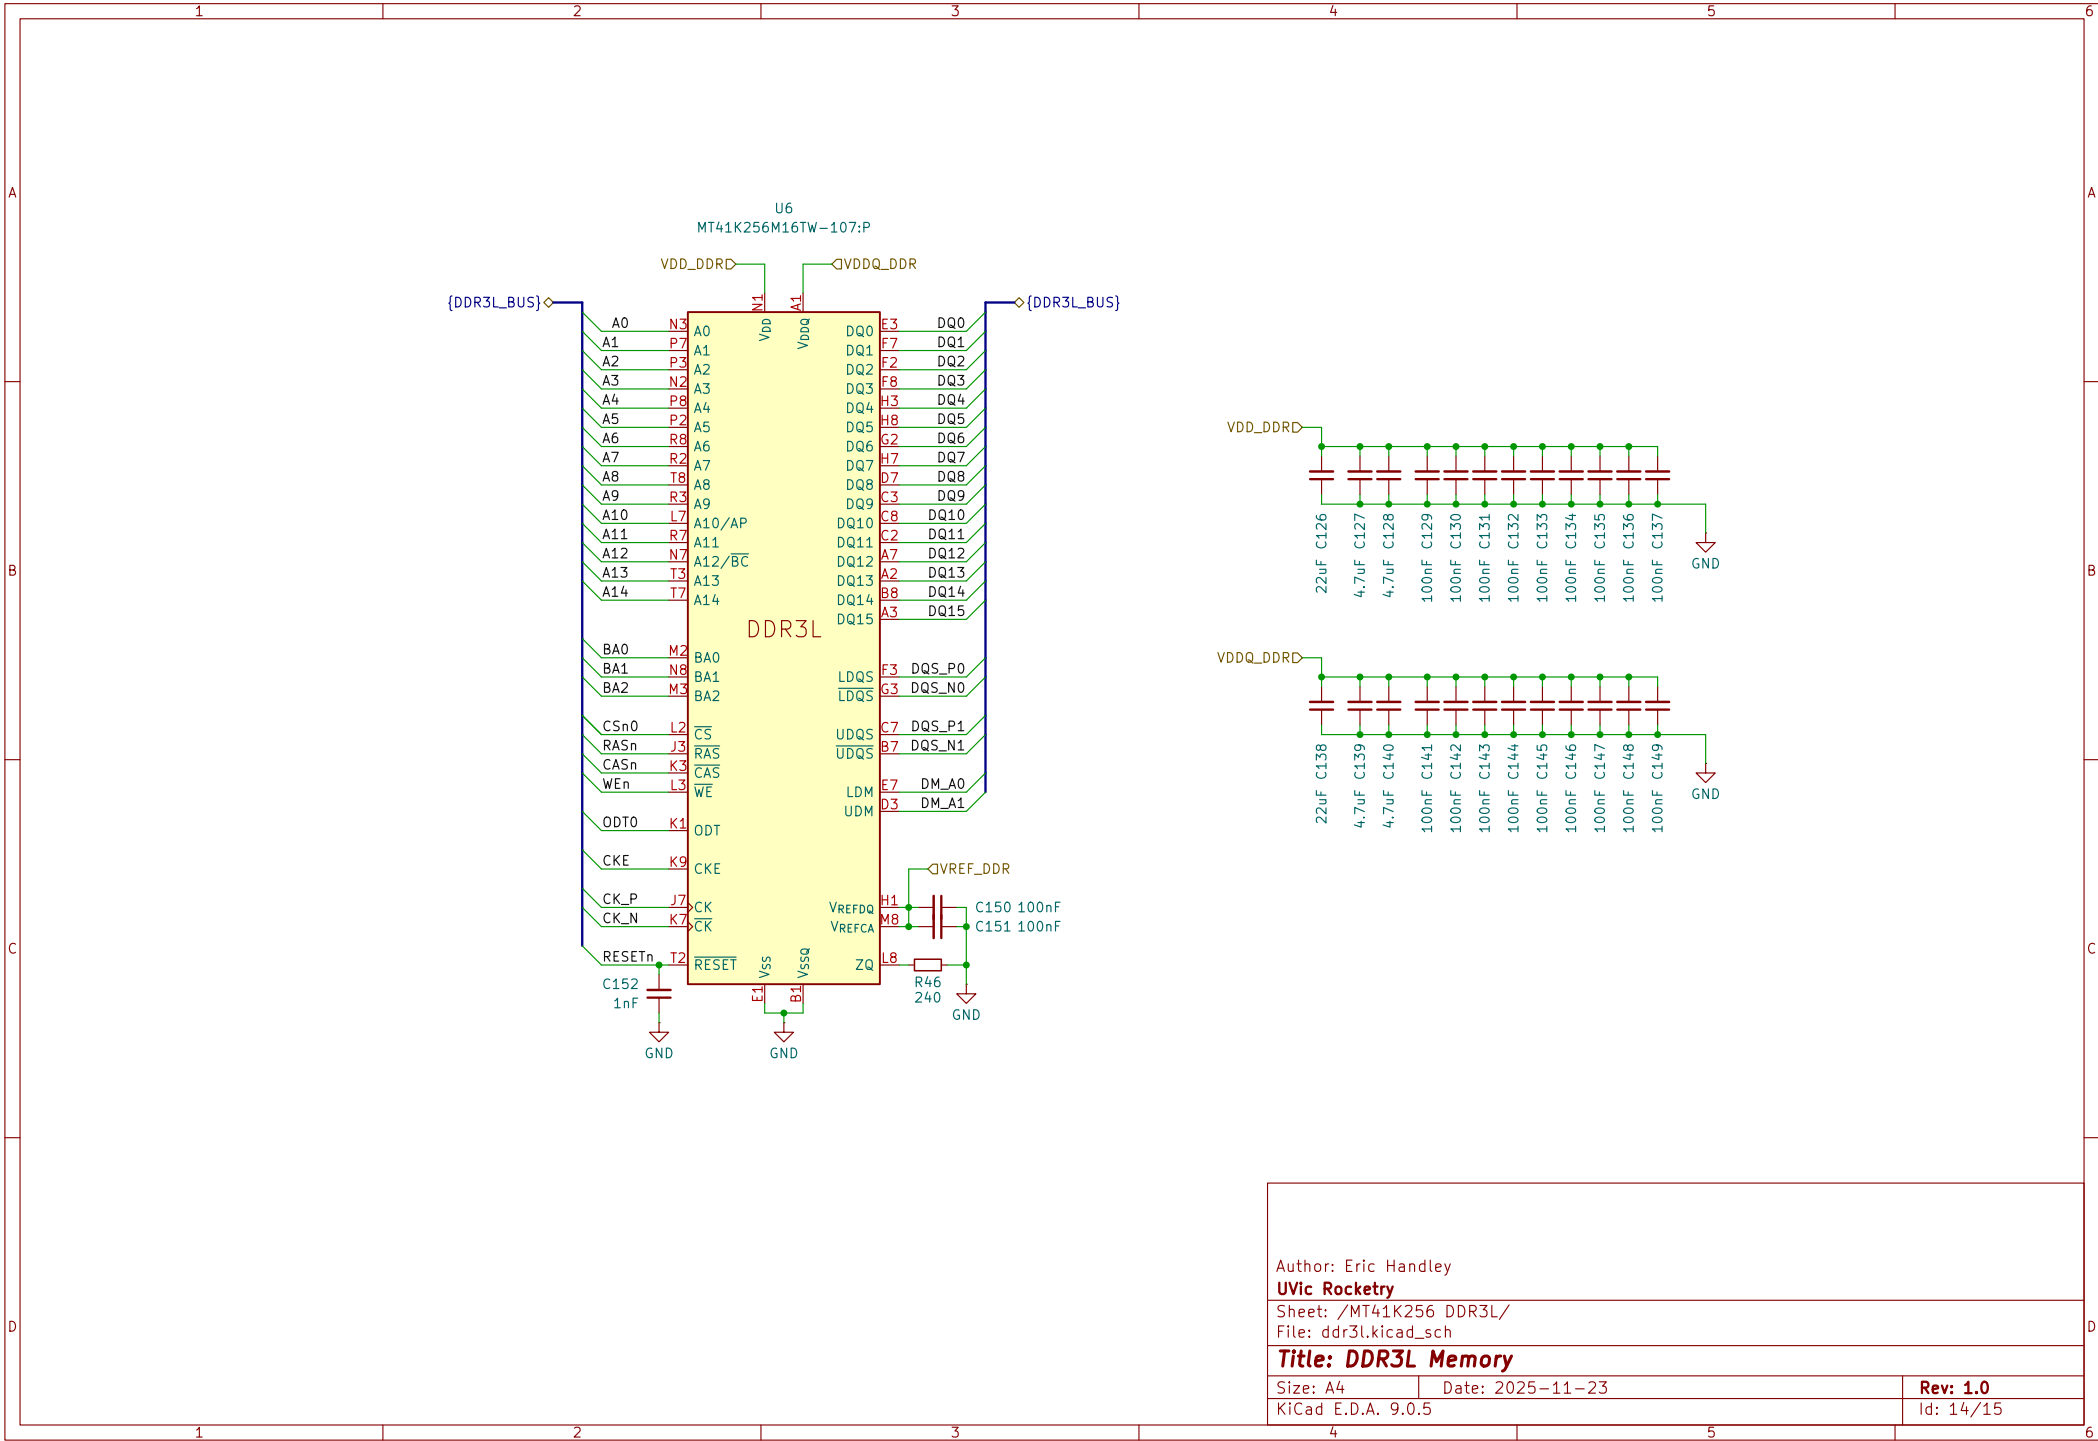 1 2 3 4 5 6
A A
B B
C C
D D
1 2 3 4 5 6
U6
MT41K256M16TW-107:P
VDD_DDR
VDDQ_DDR
{DDR3L_BUS}
{DDR3L_BUS}
N1 A1
VDD VDDQ
A0 N3 A0
A1 P7 A1
A2 P3 A2
A3 N2 A3
A4 P8 A4
A5 P2 A5
A6 R8 A6
A7 R2 A7
A8 T8 A8
A9 R3 A9
A10 L7 A10/AP
A11 R7 A11
A12 N7 A12/BC
A13 T3 A13
A14 T7 A14
DDR3L
BA0 M2 BA0
BA1 N8 BA1
BA2 M3 BA2
CSn0 L2 CS
RASn J3 RAS
CASn K3 CAS
WEn L3 WE
ODT0 K1 ODT
CKE K9 CKE
CK_P J7 CK
CK_N K7 CK
RESETn T2 RESET
DQ0 E3 DQ0
DQ1 F7 DQ1
DQ2 F2 DQ2
DQ3 F8 DQ3
DQ4 H3 DQ4
DQ5 H8 DQ5
DQ6 G2 DQ6
DQ7 H7 DQ7
DQ8 D7 DQ8
DQ9 C3 DQ9
DQ10 C8 DQ10
DQ11 C2 DQ11
DQ12 A7 DQ12
DQ13 A2 DQ13
DQ14 B8 DQ14
DQ15 A3 DQ15
LDQS F3 DQS_P0
LDQS G3 DQS_N0
UDQS C7 DQS_P1
UDQS B7 DQS_N1
LDM E7 DM_A0
UDM D3 DM_A1
VREF_DDR
VREFDQ H1 C150 100nF
VREFCA M8 C151 100nF
ZQ L8
R46
240
GND
C152
1nF
GND
VSS VSSQ
E1 B1
GND
VDD_DDR
22uF C126
4.7uF C127
4.7uF C128
100nF C129
100nF C130
100nF C131
100nF C132
100nF C133
100nF C134
100nF C135
100nF C136
100nF C137
GND
VDDQ_DDR
22uF C138
4.7uF C139
4.7uF C140
100nF C141
100nF C142
100nF C143
100nF C144
100nF C145
100nF C146
100nF C147
100nF C148
100nF C149
GND
Author: Eric Handley
UVic Rocketry
Sheet: /MT41K256 DDR3L/
File: ddr3l.kicad_sch
Title: DDR3L Memory
Size: A4 Date: 2025-11-23 Rev: 1.0
KiCad E.D.A. 9.0.5 Id: 14/15